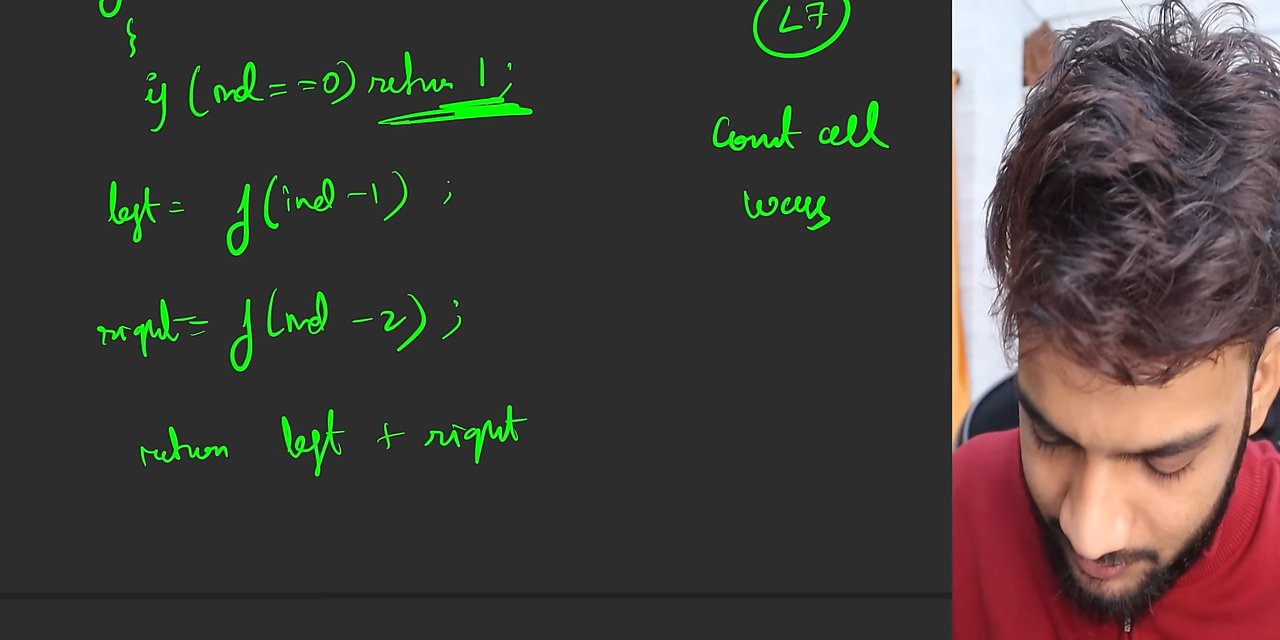 }
if (ind==0) return 1;
left = f(ind-1) ;
right = f(ind -2) ;
return left + right
L7
Count all
ways